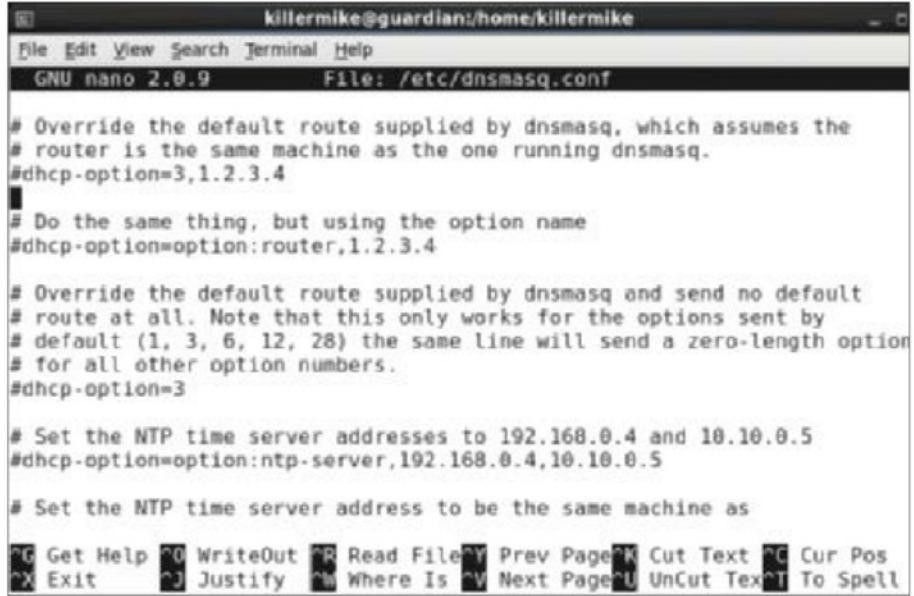 killermike@guardian:/home/killermike
File Edit View Search Terminal Help
GNU nano 2.0.9 File: /etc/dnsmasq.conf
# Override the default route supplied by dnsmasq, which assumes the
# router is the same machine as the one running dnsmasq.
#dhcp-option=3,1.2.3.4
# Do the same thing, but using the option name
#dhcp-option=option:router,1.2.3.4
# Override the default route supplied by dnsmasq and send no default
# route at all. Note that this only works for the options sent by
# default (1, 3, 6, 12, 28) the same line will send a zero-length option
# for all other option numbers.
#dhcp-option=3
# Set the NTP time server addresses to 192.168.0.4 and 10.10.0.5
#dhcp-option=option:ntp-server,192.168.0.4,10.10.0.5
# Set the NTP time server address to be the same machine as
^G Get Help ^O WriteOut ^R Read File ^Y Prev Page ^K Cut Text ^C Cur Pos
^X Exit ^J Justify ^W Where Is ^V Next Page ^U UnCut Tex ^T To Spell